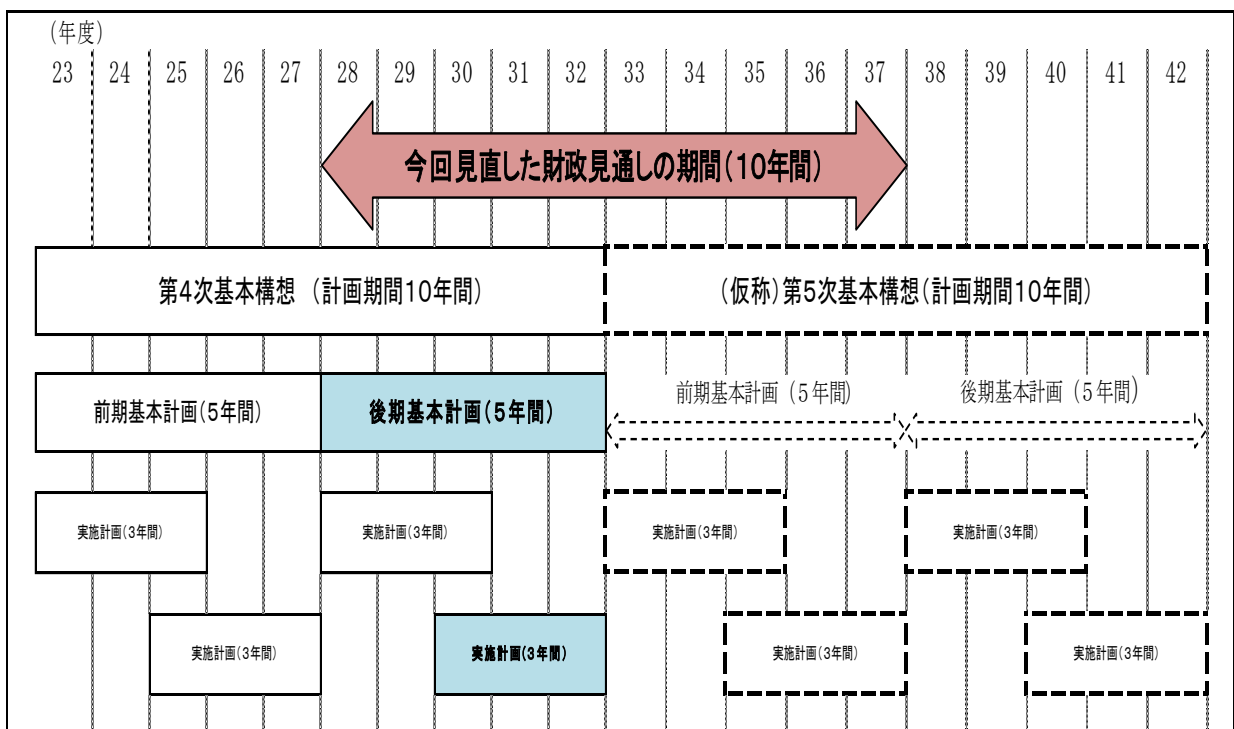 (年度)
23 24 25 26 27 28 29 30 31 32 33 34 35 36 37 38 39 40 41 42
今回見直した財政見通しの期間(10年間)
第4次基本構想 (計画期間10年間)
(仮称)第5次基本構想(計画期間10年間)
前期基本計画(5年間)
後期基本計画(5年間)
前期基本計画 (5年間)
後期基本計画 (5年間)
実施計画(3年間)
実施計画(3年間)
実施計画(3年間)
実施計画(3年間)
実施計画(3年間)
実施計画(3年間)
実施計画(3年間)
実施計画(3年間)